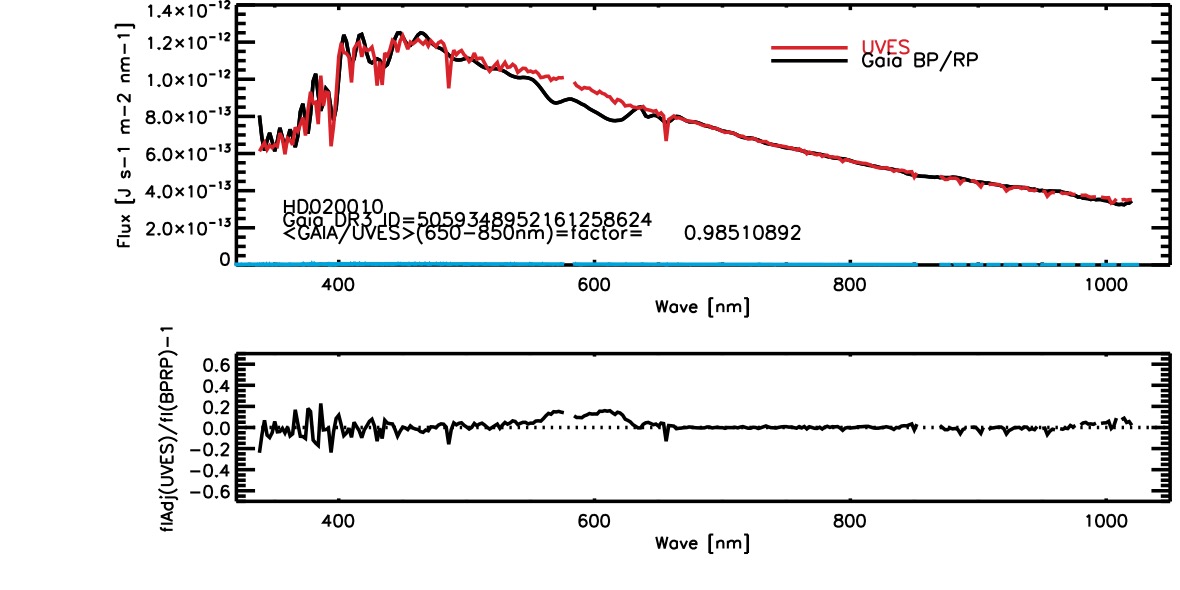 1.4×10−12
1.2×10−12
1.0×10−12
8.0×10−13
6.0×10−13
4.0×10−13
2.0×10−13
0
Flux [J s−1 m−2 nm−1]
UVES
Gaia BP/RP
HD020010
Gaia DR3 ID=5059348952161258624
<GAIA/UVES>(650−850nm)=factor= 0.98510892
400 600 800 1000
Wave [nm]
0.6
0.4
0.2
0.0
−0.2
−0.4
−0.6
flAdj(UVES)/fl(BPRP)−1
400 600 800 1000
Wave [nm]